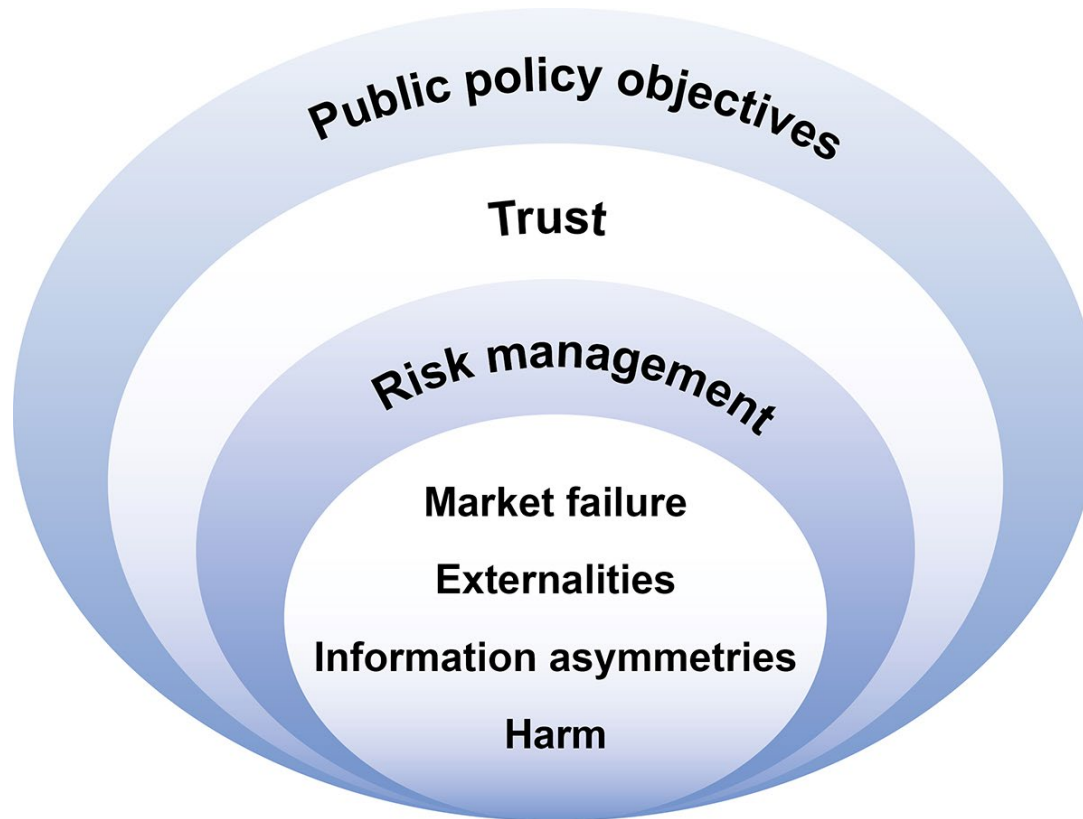 Public policy objectives
Trust
Risk management
Market failure
Externalities
Information asymmetries
Harm